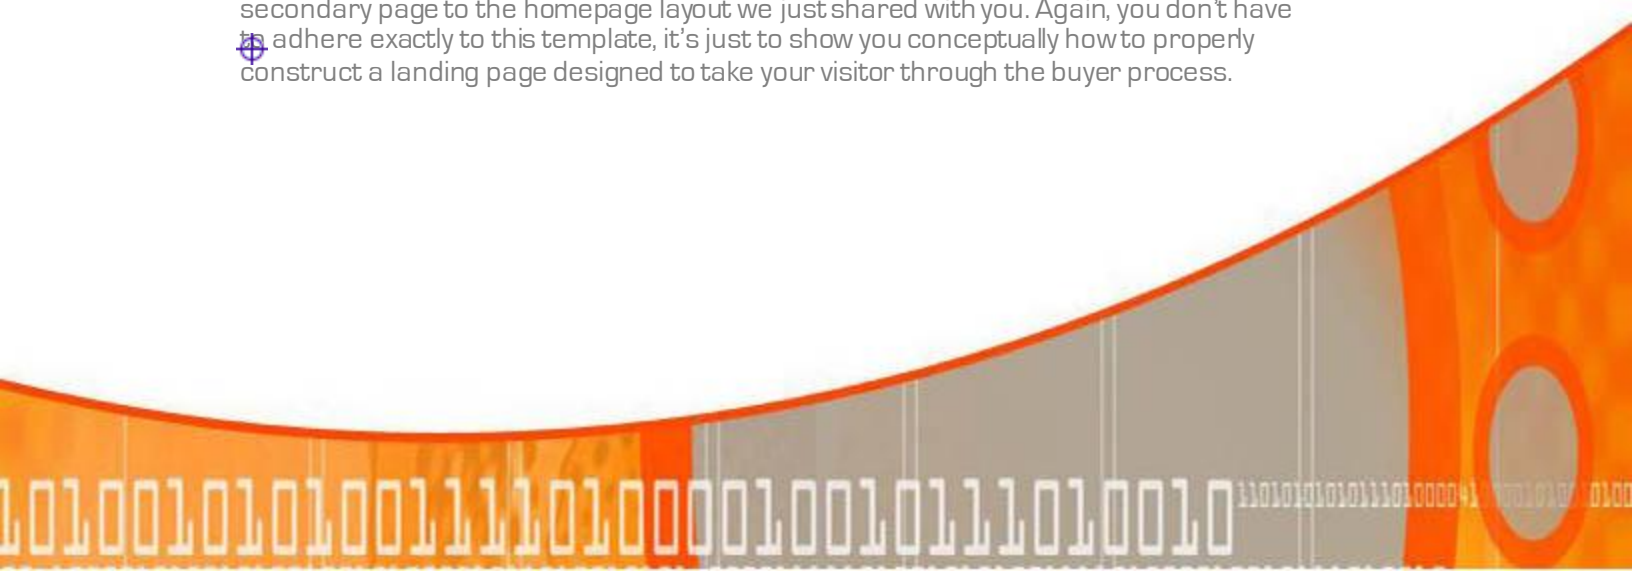 secondary page to the homepage layout we just shared with you. Again, you don't have
to adhere exactly to this template, it's just to show you conceptually how to properly
construct a landing page designed to take your visitor through the buyer process.
101001010100111101000010010111010010